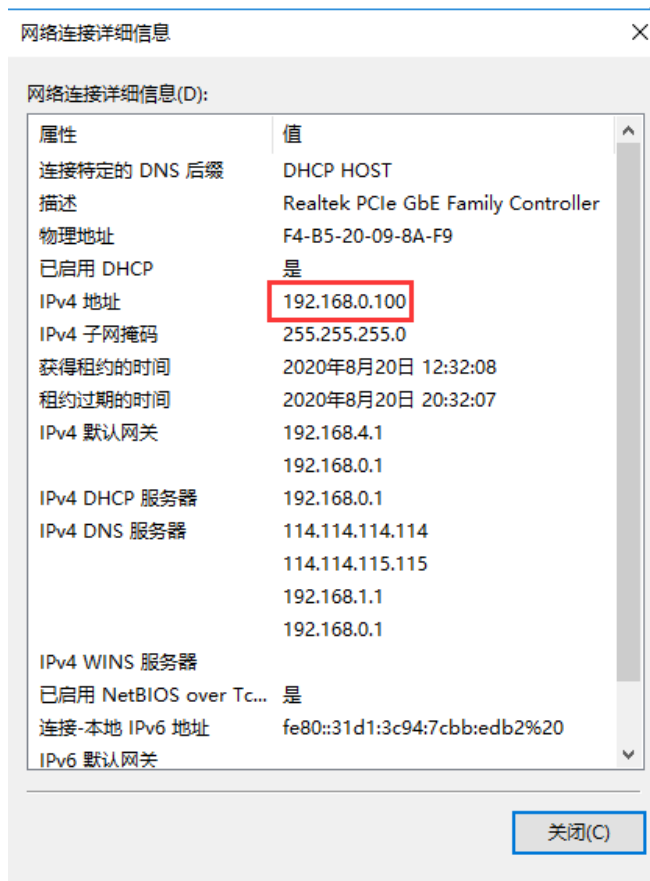 网络连接详细信息
网络连接详细信息(D):
属性 值
连接特定的 DNS 后缀 DHCP HOST
描述 Realtek PCIe GbE Family Controller
物理地址 F4-B5-20-09-8A-F9
已启用 DHCP 是
IPv4 地址 192.168.0.100
IPv4 子网掩码 255.255.255.0
获得租约的时间 2020年8月20日 12:32:08
租约过期的时间 2020年8月20日 20:32:07
IPv4 默认网关 192.168.4.1
192.168.0.1
IPv4 DHCP 服务器 192.168.0.1
IPv4 DNS 服务器 114.114.114.114
114.114.115.115
192.168.1.1
192.168.0.1
IPv4 WINS 服务器
已启用 NetBIOS over Tc... 是
连接-本地 IPv6 地址 fe80::31d1:3c94:7cbb:edb2%20
IPv6 默认网关
关闭(C)